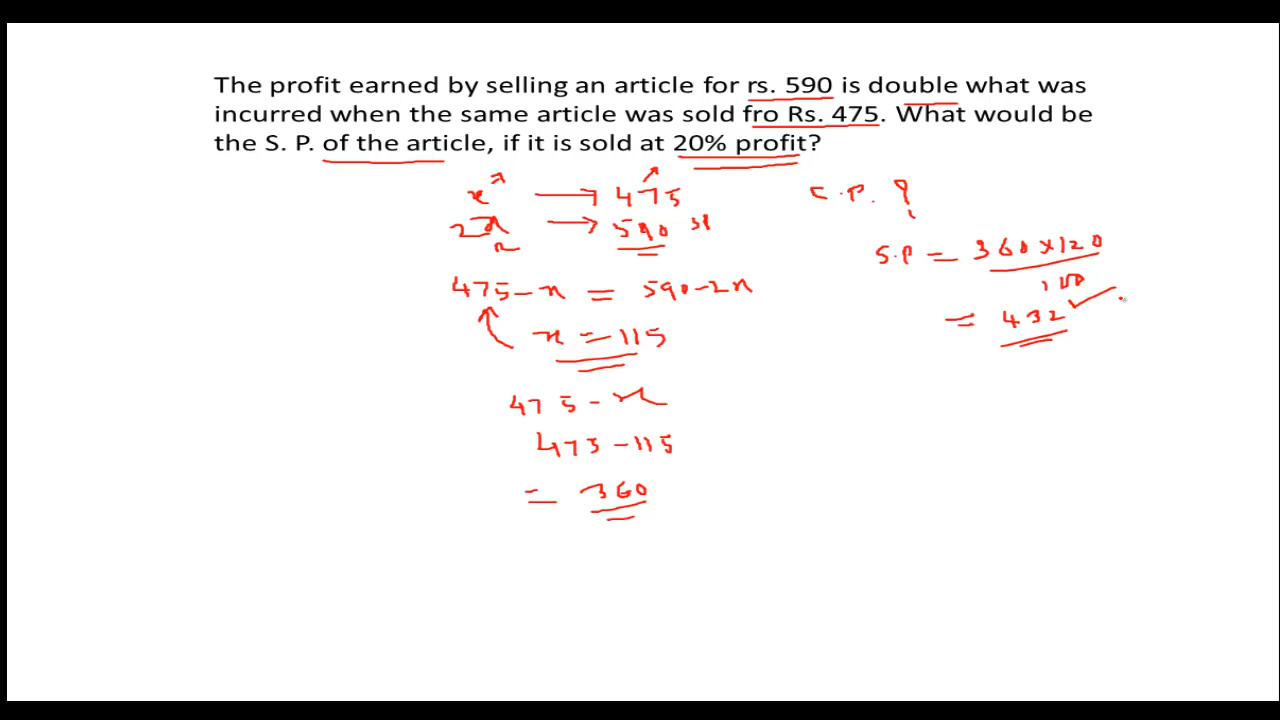 The profit earned by selling an article for rs. 590 is double what was
incurred when the same article was sold fro Rs. 475. What would be
the S. P. of the article, if it is sold at 20% profit?
x → 475
2x → 590 SP
475 - x = 590 - 2x
x = 115
475 - x
475 - 115
= 360
C.P. ?
S.P = 360 x 120
100
= 432